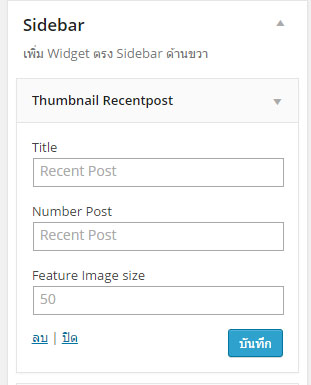 Sidebar
เพิ่ม Widget ตรง Sidebar ด้านขวา
Thumbnail Recentpost
Title
Recent Post
Number Post
Recent Post
Feature Image size
50
ลบ | ปิด
บันทึก